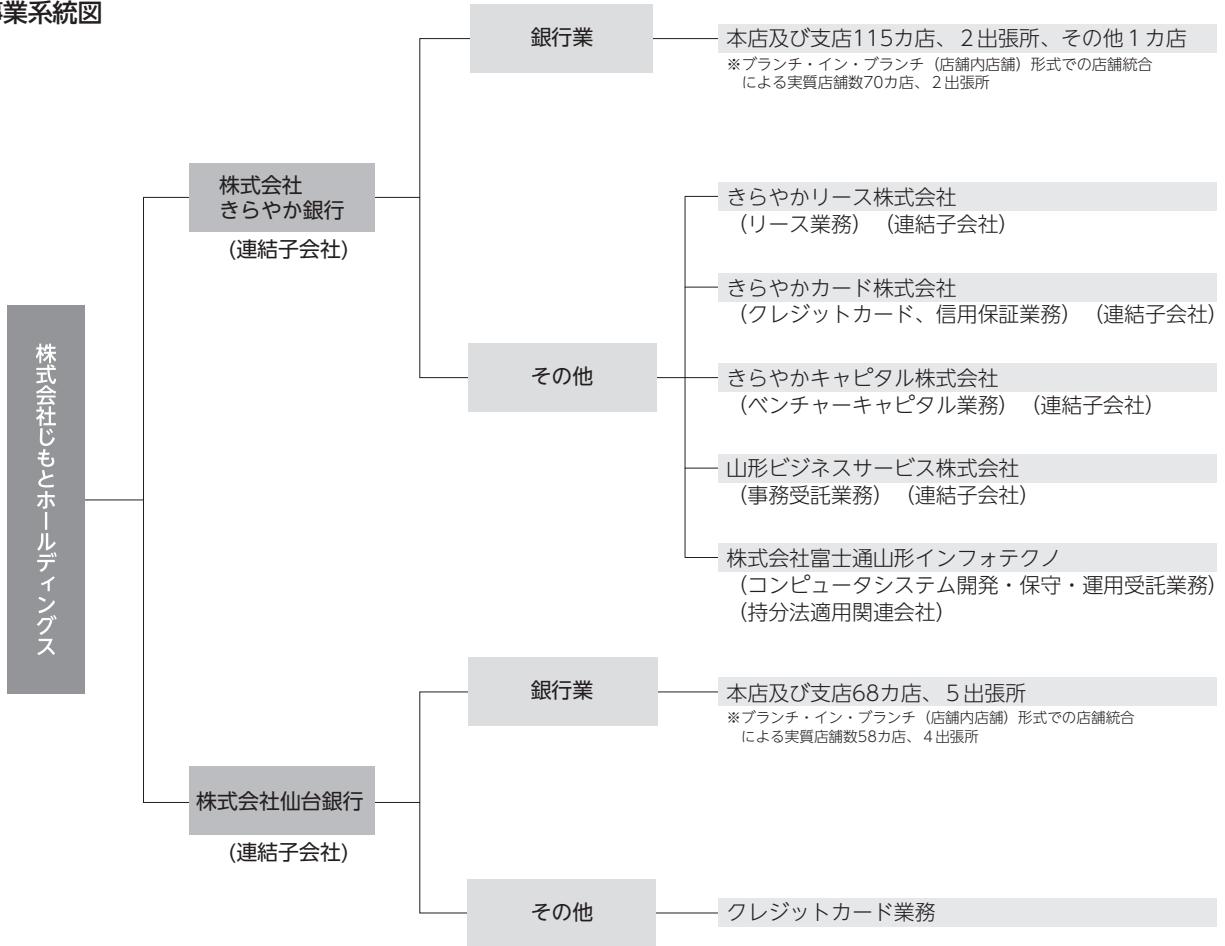 事業系統図
株式会社じもとホールディングス
株式会社
きらやか銀行
(連結子会社)
銀行業
本店及び支店115カ店、２出張所、その他１カ店
※ブランチ・イン・ブランチ（店舗内店舗）形式での店舗統合
による実質店舗数70カ店、２出張所
その他
きらやかリース株式会社
（リース業務）（連結子会社）
きらやかカード株式会社
（クレジットカード、信用保証業務）（連結子会社）
きらやかキャピタル株式会社
（ベンチャーキャピタル業務）（連結子会社）
山形ビジネスサービス株式会社
（事務受託業務）（連結子会社）
株式会社富士通山形インフォテクノ
（コンピュータシステム開発・保守・運用受託業務）
（持分法適用関連会社）
株式会社仙台銀行
(連結子会社)
銀行業
本店及び支店68カ店、５出張所
※ブランチ・イン・ブランチ（店舗内店舗）形式での店舗統合
による実質店舗数58カ店、４出張所
その他
クレジットカード業務